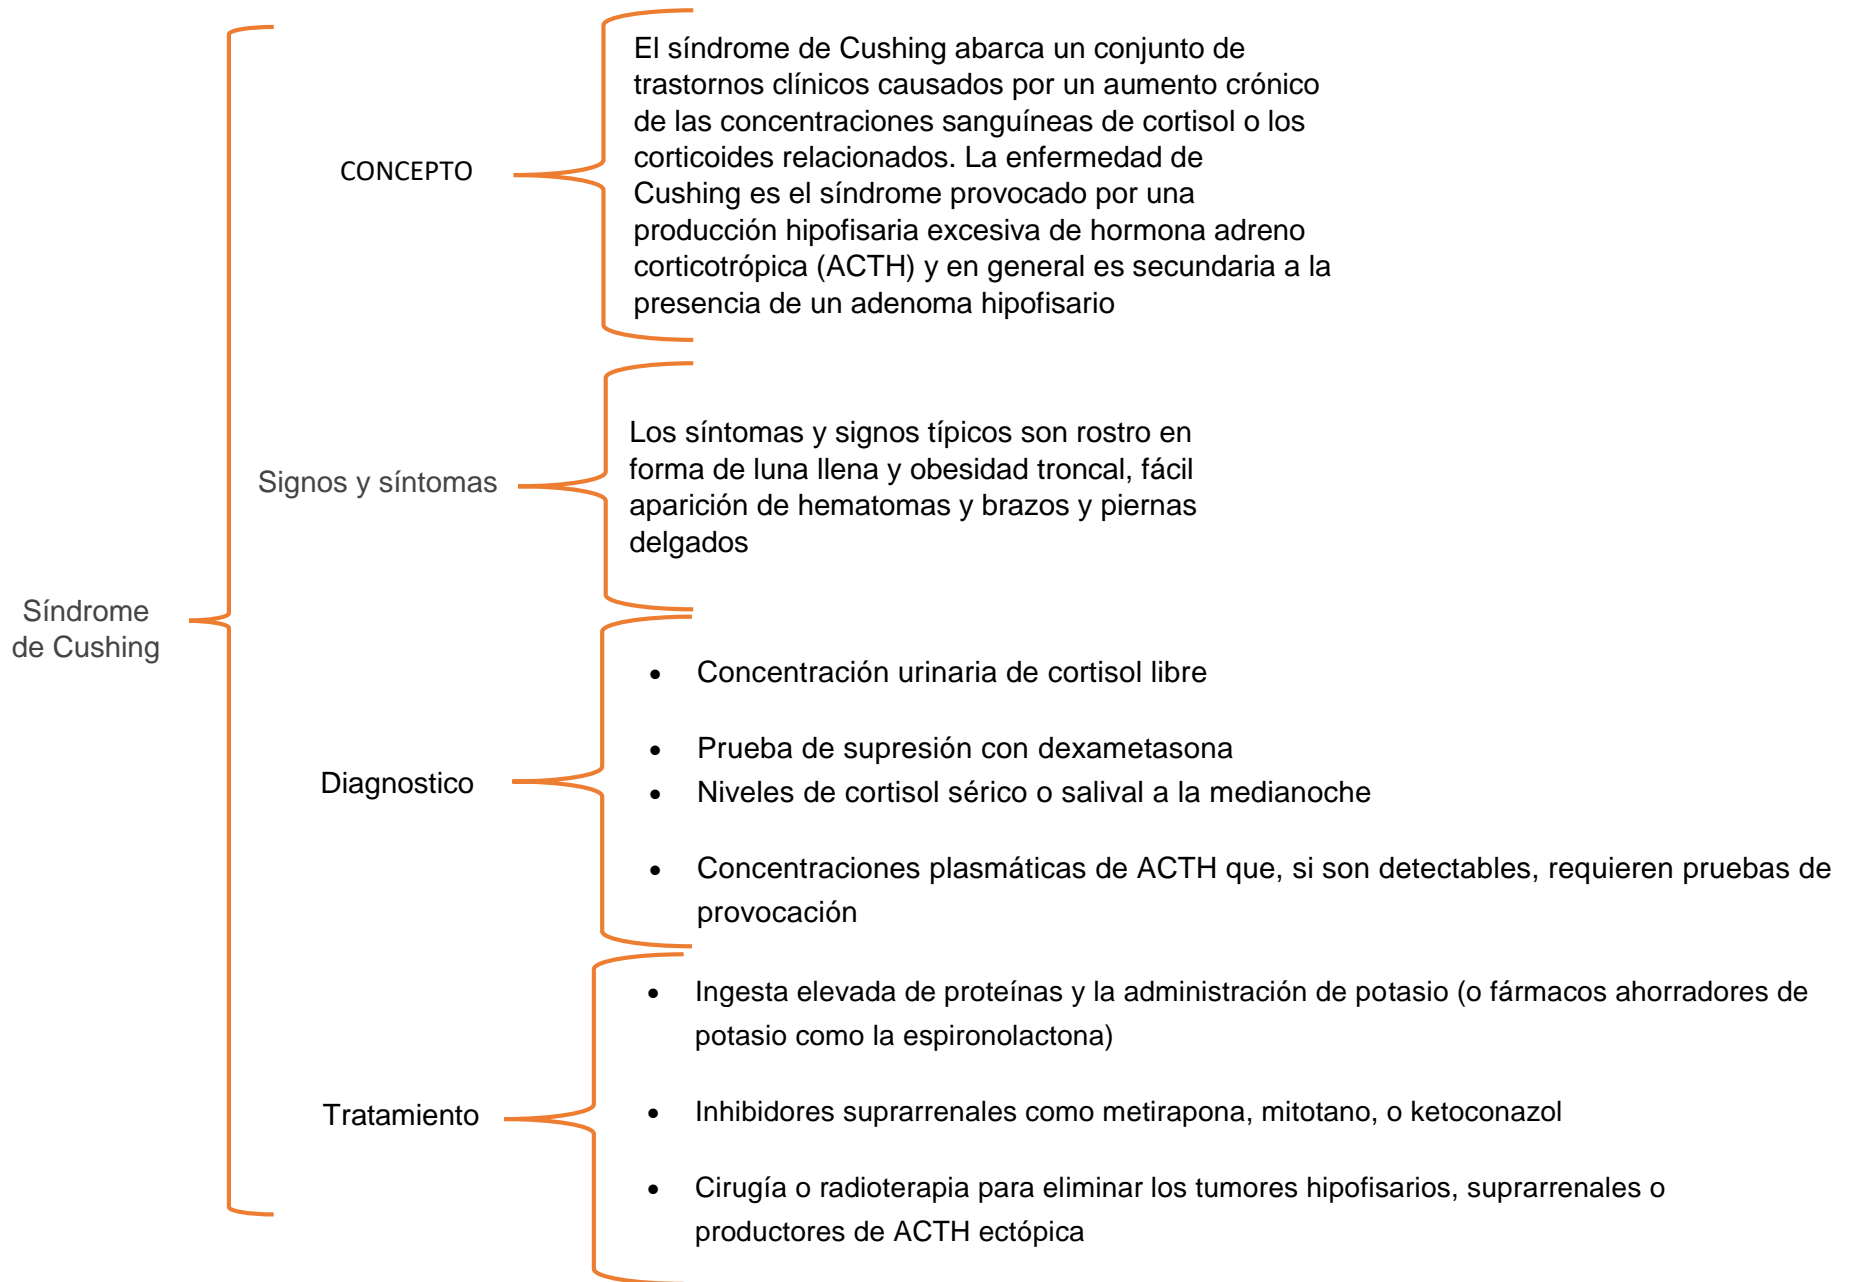 El síndrome de Cushing abarca un conjunto de
trastornos clínicos causados por un aumento crónico
de las concentraciones sanguíneas de cortisol o los
corticoides relacionados. La enfermedad de
Cushing es el síndrome provocado por una
producción hipofisaria excesiva de hormona adreno
corticotrópica (ACTH) y en general es secundaria a la
presencia de un adenoma hipofisario
CONCEPTO
Los síntomas y signos típicos son rostro en
forma de luna llena y obesidad troncal, fácil
aparición de hematomas y brazos y piernas
delgados
Signos y síntomas
Síndrome
de Cushing
• Concentración urinaria de cortisol libre
• Prueba de supresión con dexametasona
• Niveles de cortisol sérico o salival a la medianoche
• Concentraciones plasmáticas de ACTH que, si son detectables, requieren pruebas de
provocación
Diagnostico
• Ingesta elevada de proteínas y la administración de potasio (o fármacos ahorradores de
potasio como la espironolactona)
• Inhibidores suprarrenales como metirapona, mitotano, o ketoconazol
• Cirugía o radioterapia para eliminar los tumores hipofisarios, suprarrenales o
productores de ACTH ectópica
Tratamiento